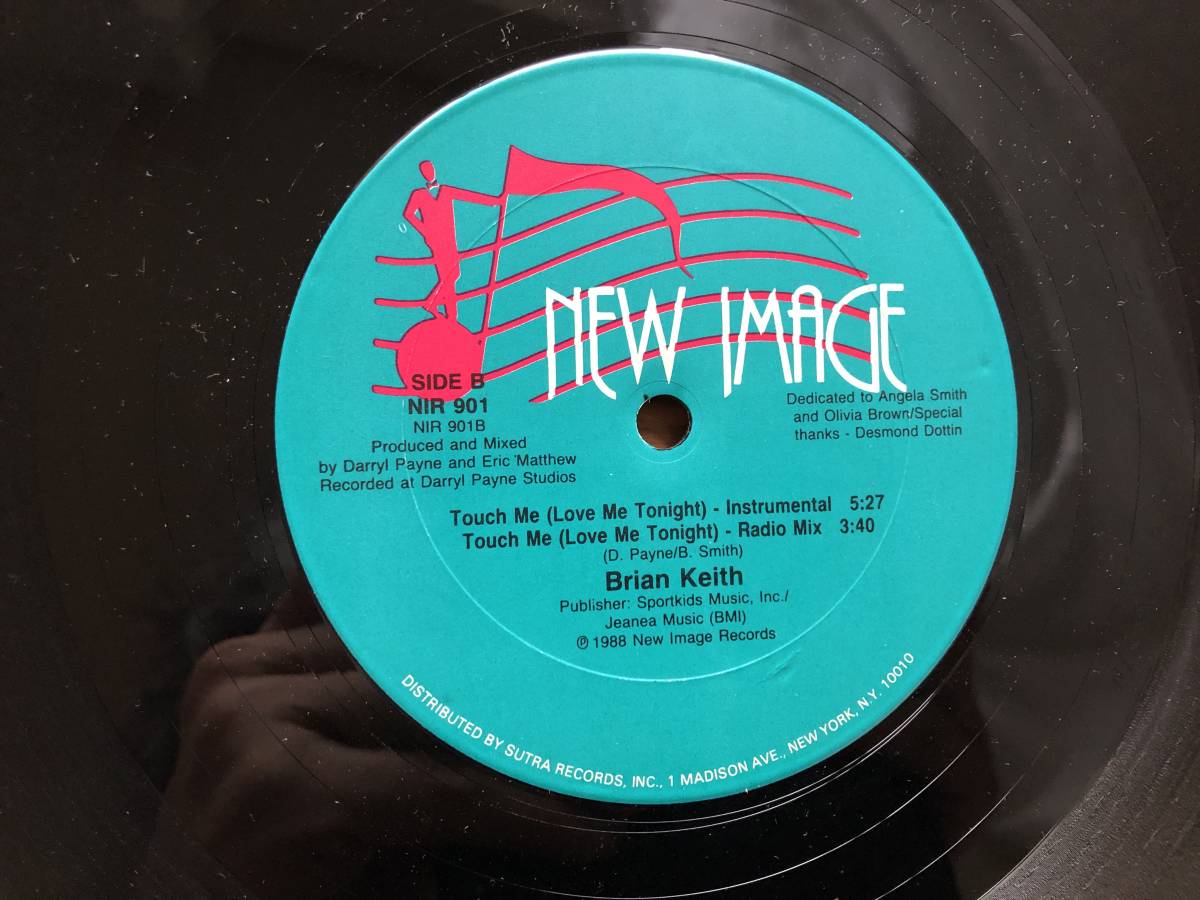 NEW IMAGE
SIDE B
NIR 901
NIR 901B
Produced and Mixed
by Darryl Payne and Eric 'Matthew
Recorded at Darryl Payne Studios
Dedicated to Angela Smith
and Olivia Brown/Special
thanks - Desmond Dottin
Touch Me (Love Me Tonight) - Instrumental 5:27
Touch Me (Love Me Tonight) - Radio Mix 3:40
(D. Payne/B. Smith)
Brian Keith
Publisher: Sportkids Music, Inc./
Jeanea Music (BMI)
℗ 1988 New Image Records
DISTRIBUTED BY SUTRA RECORDS, INC., 1 MADISON AVE., NEW YORK, N.Y. 10010